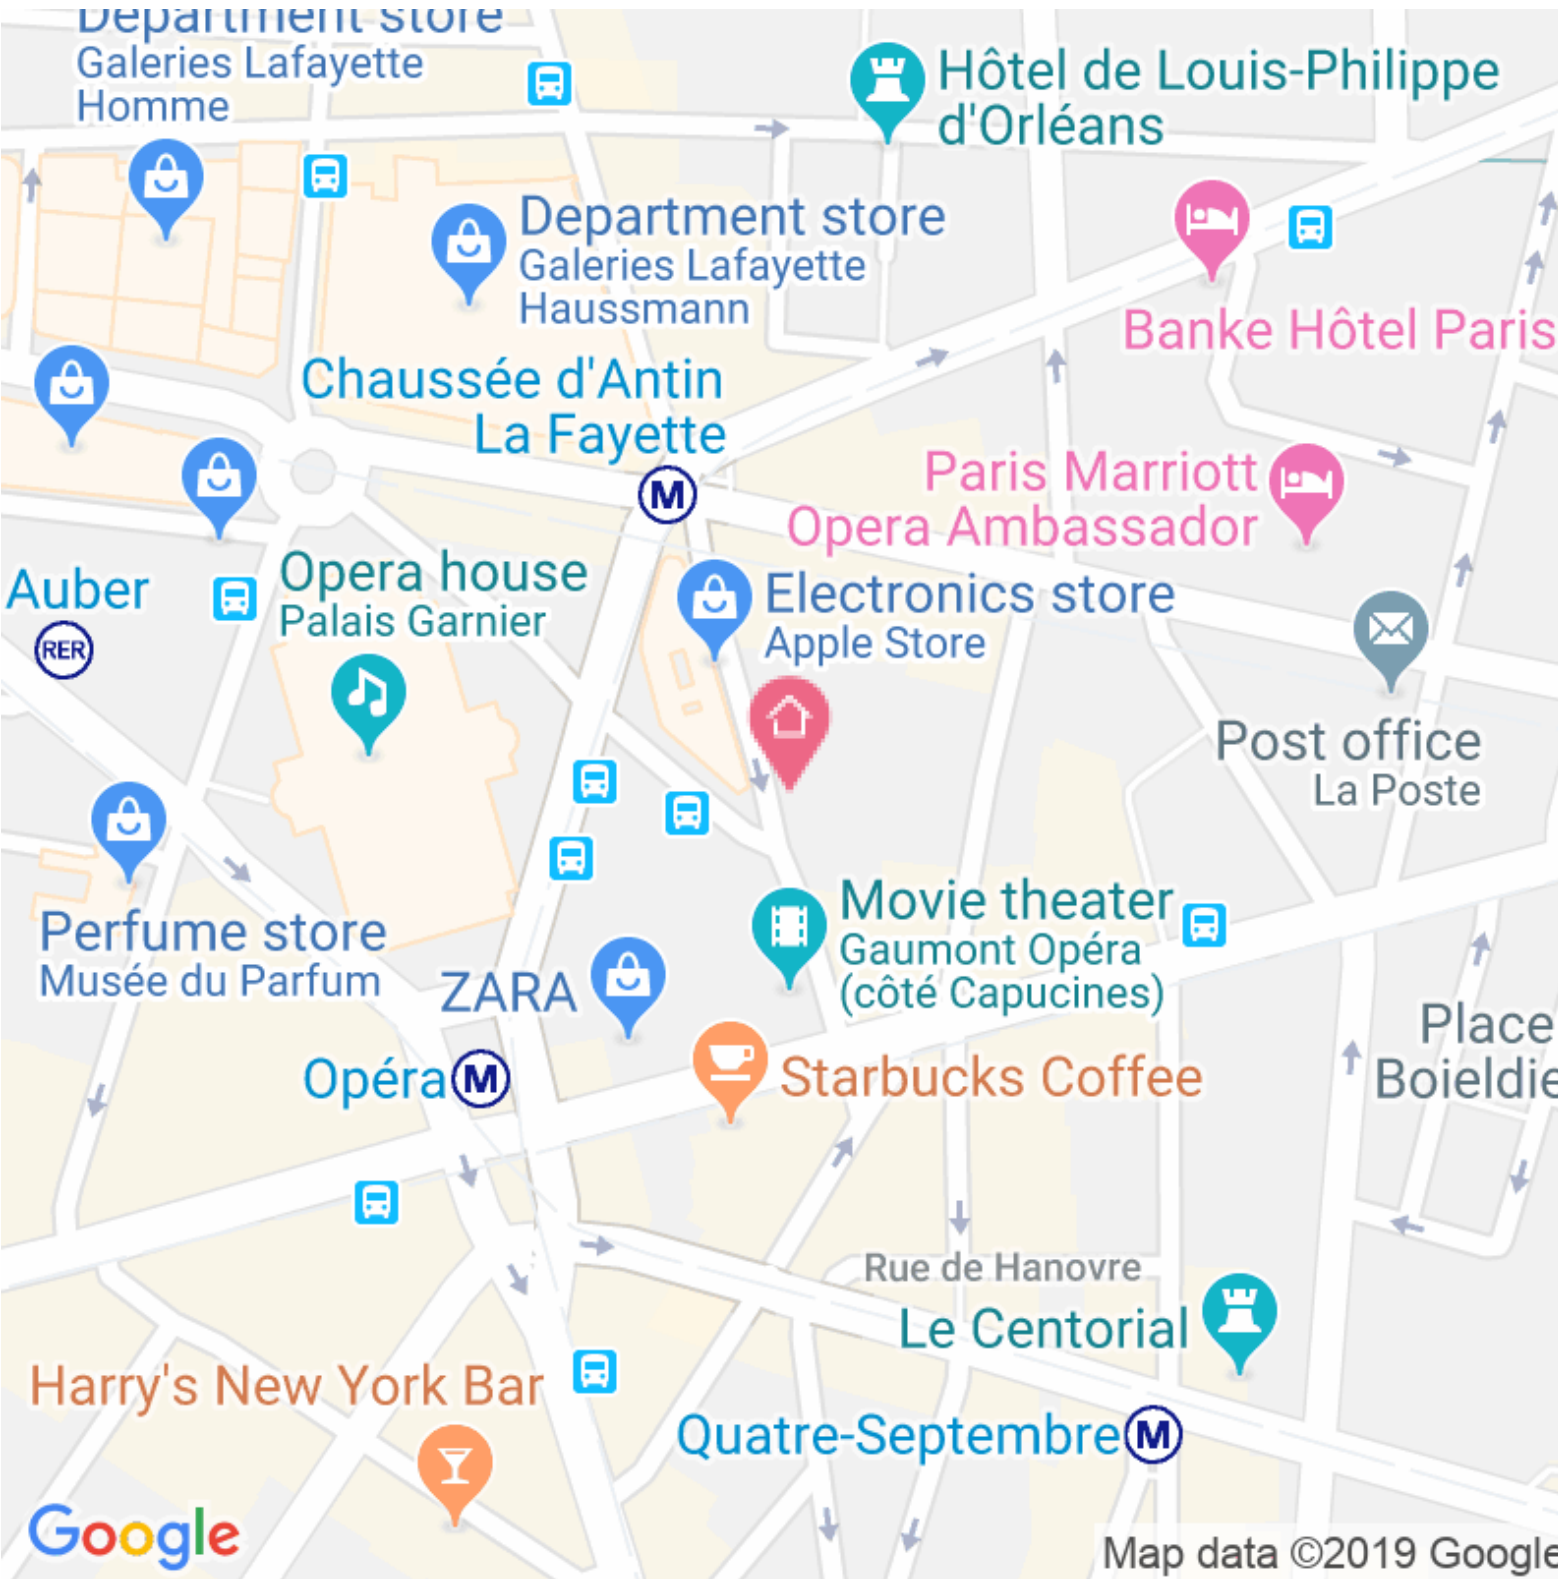 Department store
Galeries Lafayette
Homme
Hôtel de Louis-Philippe
d'Orléans
Department store
Galeries Lafayette
Haussmann
Banke Hôtel Paris
Chaussée d'Antin
La Fayette
M
Paris Marriott
Opera Ambassador
Auber
RER
Opera house
Palais Garnier
Electronics store
Apple Store
Post office
La Poste
Perfume store
Musée du Parfum
Movie theater
Gaumont Opéra
(côté Capucines)
ZARA
Place
Boieldie
Opéra M
Starbucks Coffee
Rue de Hanovre
Le Centorial
Harry's New York Bar
Quatre-Septembre M
Google
Map data ©2019 Google